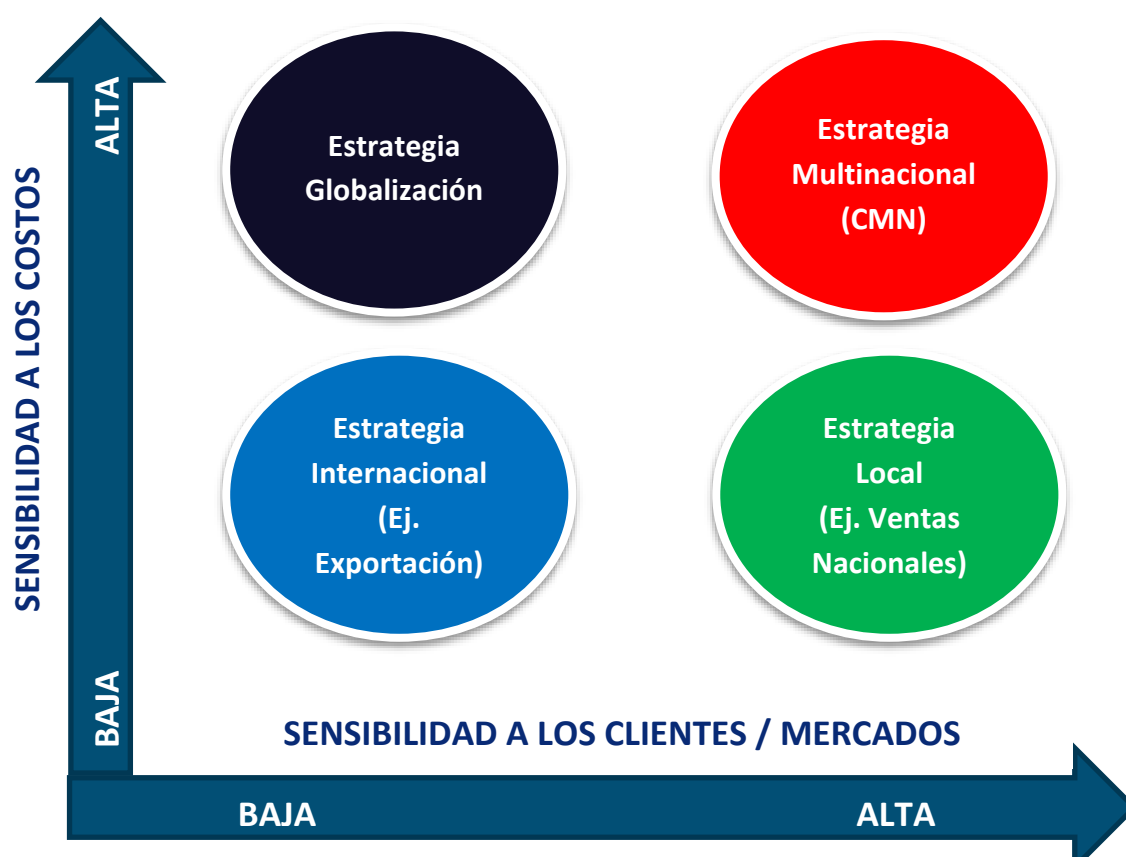 SENSIBILIDAD A LOS COSTOS
ALTA
BAJA
Estrategia
Globalización
Estrategia
Multinacional
(CMN)
Estrategia
Internacional
(Ej.
Exportación)
Estrategia
Local
(Ej. Ventas
Nacionales)
SENSIBILIDAD A LOS CLIENTES / MERCADOS
BAJA
ALTA